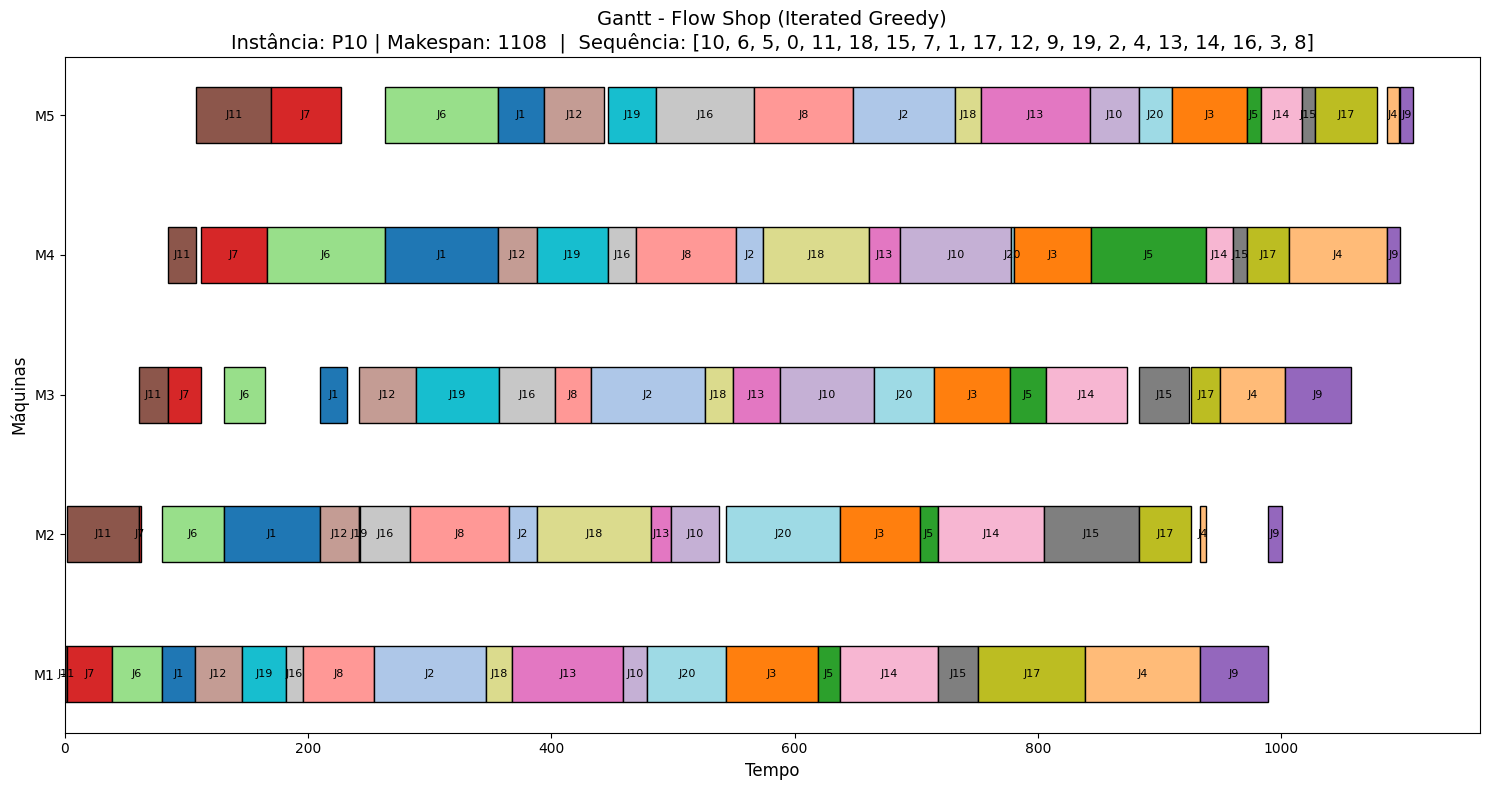 Gantt - Flow Shop (Iterated Greedy)
Instância: P10 | Makespan: 1108 | Sequência: [10, 6, 5, 0, 11, 18, 15, 7, 1, 17, 12, 9, 19, 2, 4, 13, 14, 16, 3, 8]
M5 J11 J7 J6 J1 J12 J19 J16 J8 J2 J18 J13 J10 J20 J3 J5 J14 J15 J17 J4 J9
M4 J11 J7 J6 J1 J12 J19 J16 J8 J2 J18 J13 J10 J20 J3 J5 J14 J15 J17 J4 J9
Máquinas
M3 J11 J7 J6 J1 J12 J19 J16 J8 J2 J18 J13 J10 J20 J3 J5 J14 J15 J17 J4 J9
M2 J11 J7 J6 J1 J12 J19 J16 J8 J2 J18 J13 J10 J20 J3 J5 J14 J15 J17 J4 J9
M1 J11 J7 J6 J1 J12 J19 J16 J8 J2 J18 J13 J10 J20 J3 J5 J14 J15 J17 J4 J9
0 200 400 600 800 1000
Tempo